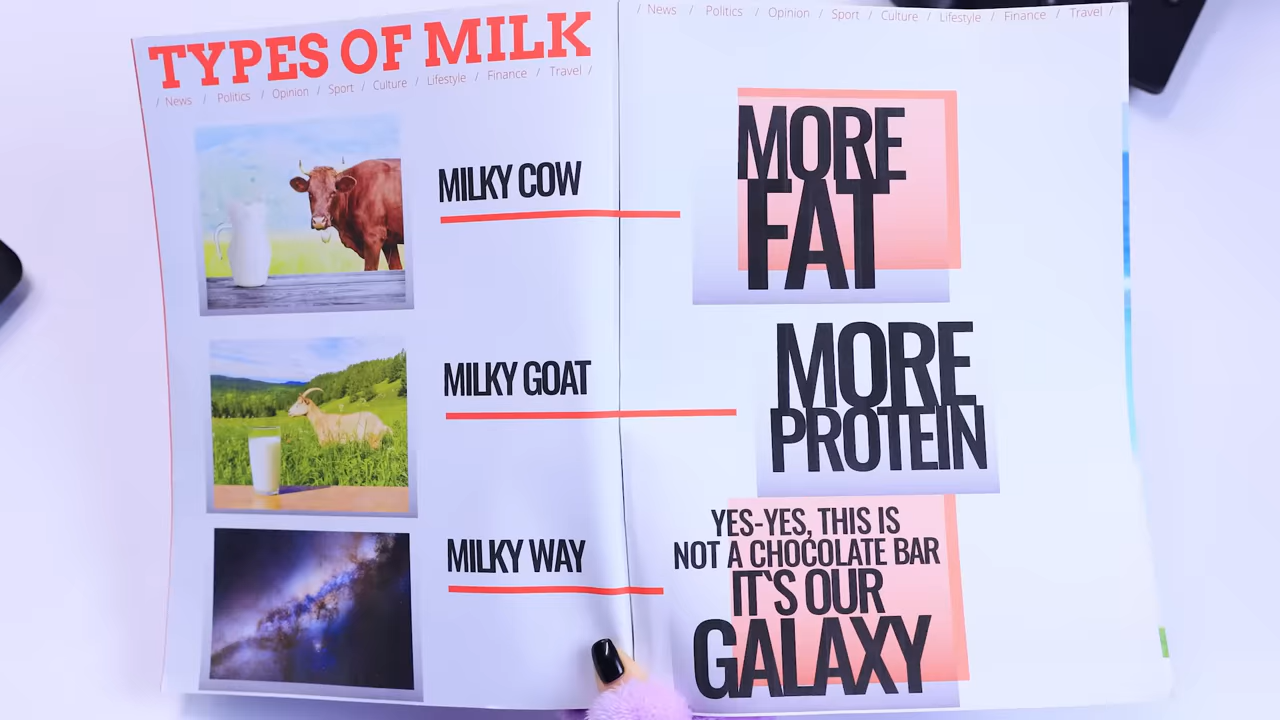 TYPES OF MILK
/ News / Politics / Opinion / Sport / Culture / Lifestyle / Finance / Travel /
MILKY COW
MILKY GOAT
MILKY WAY
/ News / Politics / Opinion / Sport / Culture / Lifestyle / Finance / Travel /
MORE
FAT
MORE
PROTEIN
YES-YES, THIS IS
NOT A CHOCOLATE BAR
IT`S OUR
GALAXY